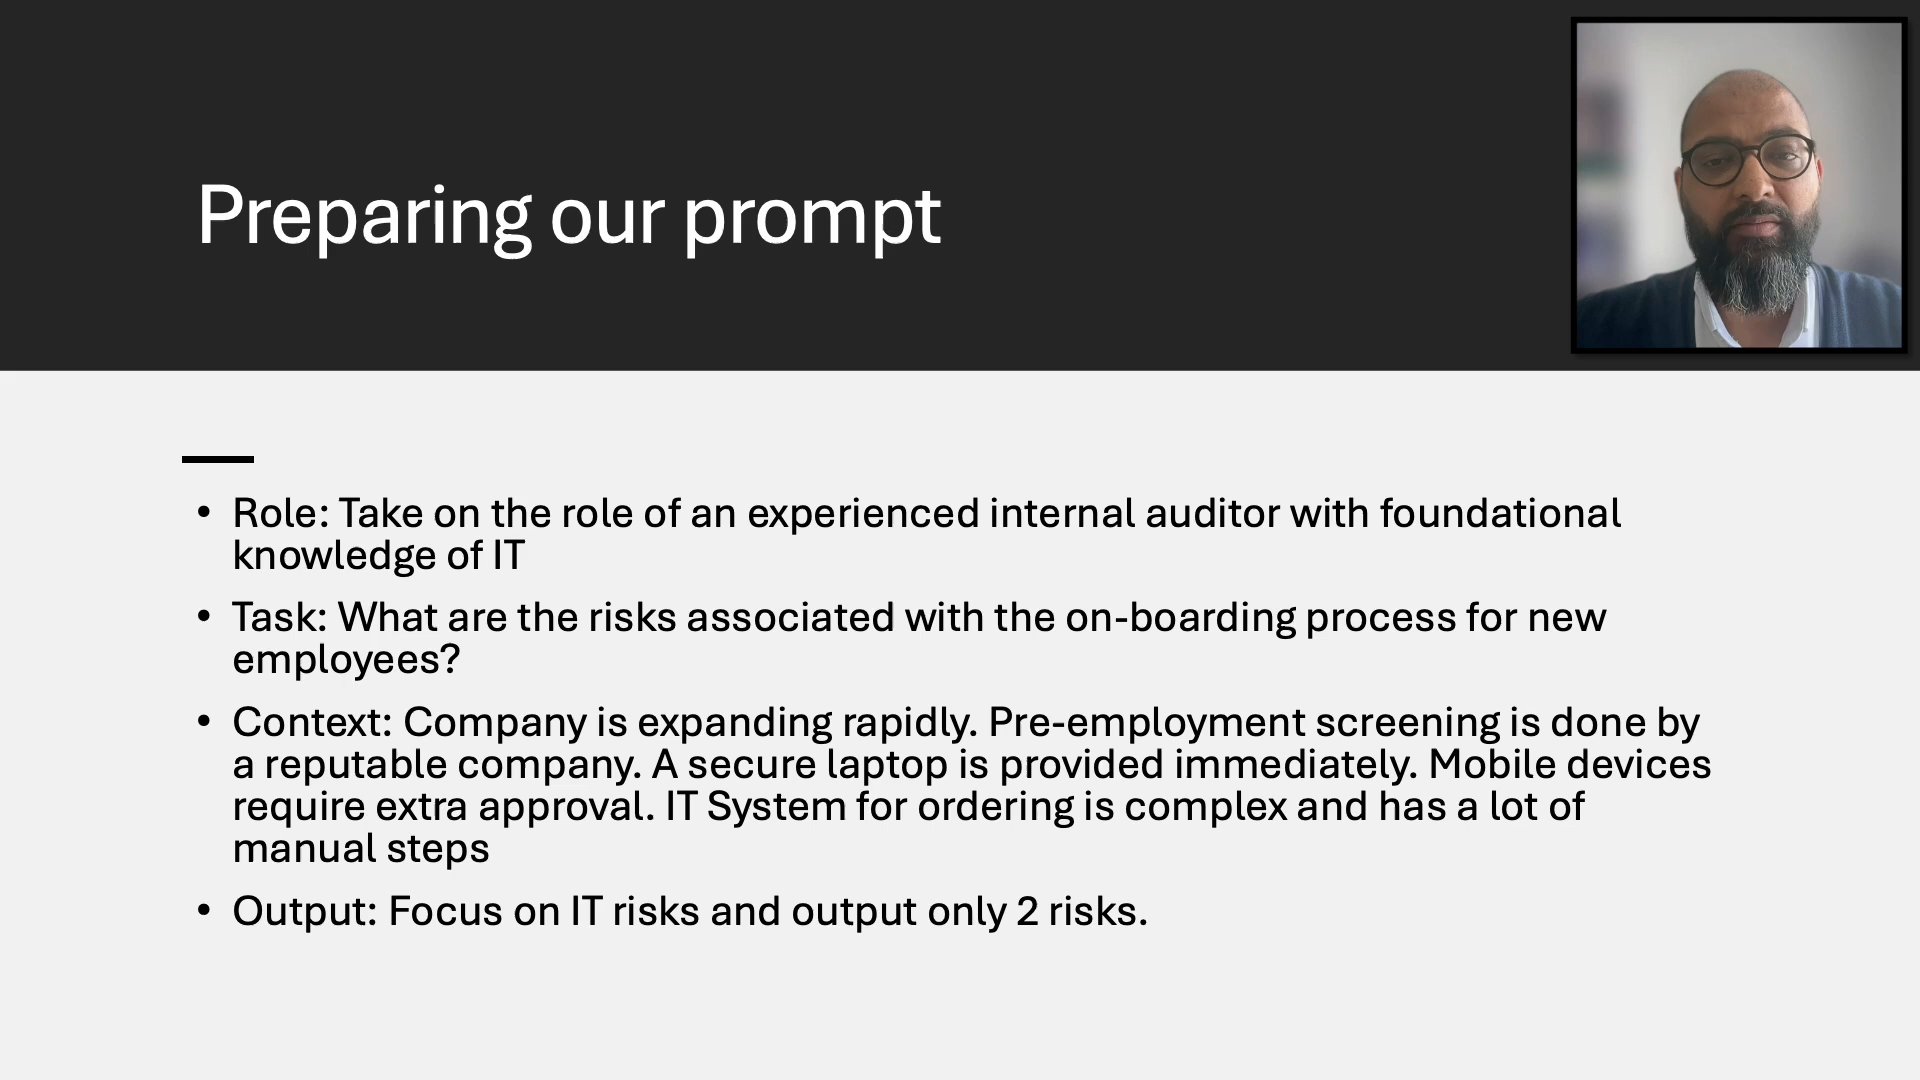 Preparing our prompt
• Role: Take on the role of an experienced internal auditor with foundational
knowledge of IT
• Task: What are the risks associated with the on-boarding process for new
employees?
• Context: Company is expanding rapidly. Pre-employment screening is done by
a reputable company. A secure laptop is provided immediately. Mobile devices
require extra approval. IT System for ordering is complex and has a lot of
manual steps
• Output: Focus on IT risks and output only 2 risks.